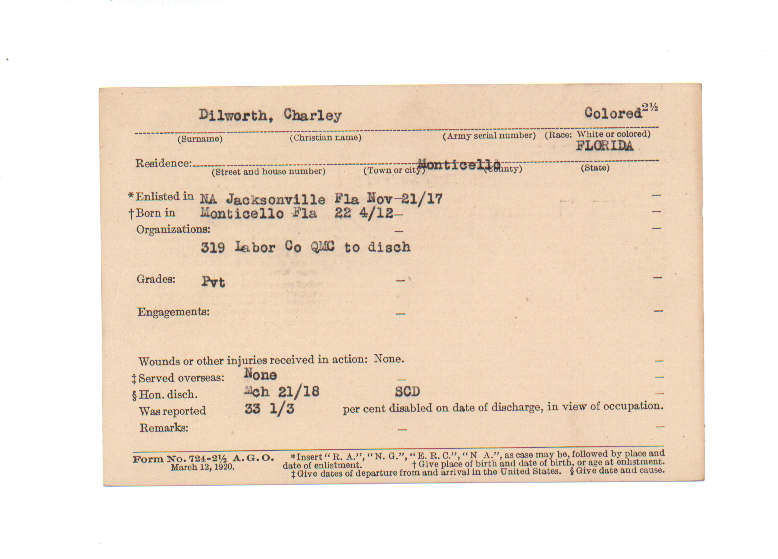 Dilworth, Charley Colored 2½
(Surname) (Christian name) (Army serial number) (Race: White or colored)
FLORIDA
Residence: Monticello
(Street and house number) (Town or city) (County) (State)
*Enlisted in NA Jacksonville Fla Nov 21/17
†Born in Monticello Fla 22 4/12
Organizations:
319 Labor Co QMC to disch
Grades: Pvt
Engagements:
Wounds or other injuries received in action: None.
‡Served overseas: None
§Hon. disch. Mch 21/18 SCD
Was reported 33 1/3 per cent disabled on date of discharge, in view of occupation.
Remarks:
Form No. 724-2½ A.G.O. *Insert "R. A.", "N. G.", "E. R. C.", "N A.", as case may be, followed by place and
March 12, 1920. date of enlistment. †Give place of birth and date of birth, or age at enlistment.
‡Give dates of departure from and arrival in the United States. §Give date and cause.